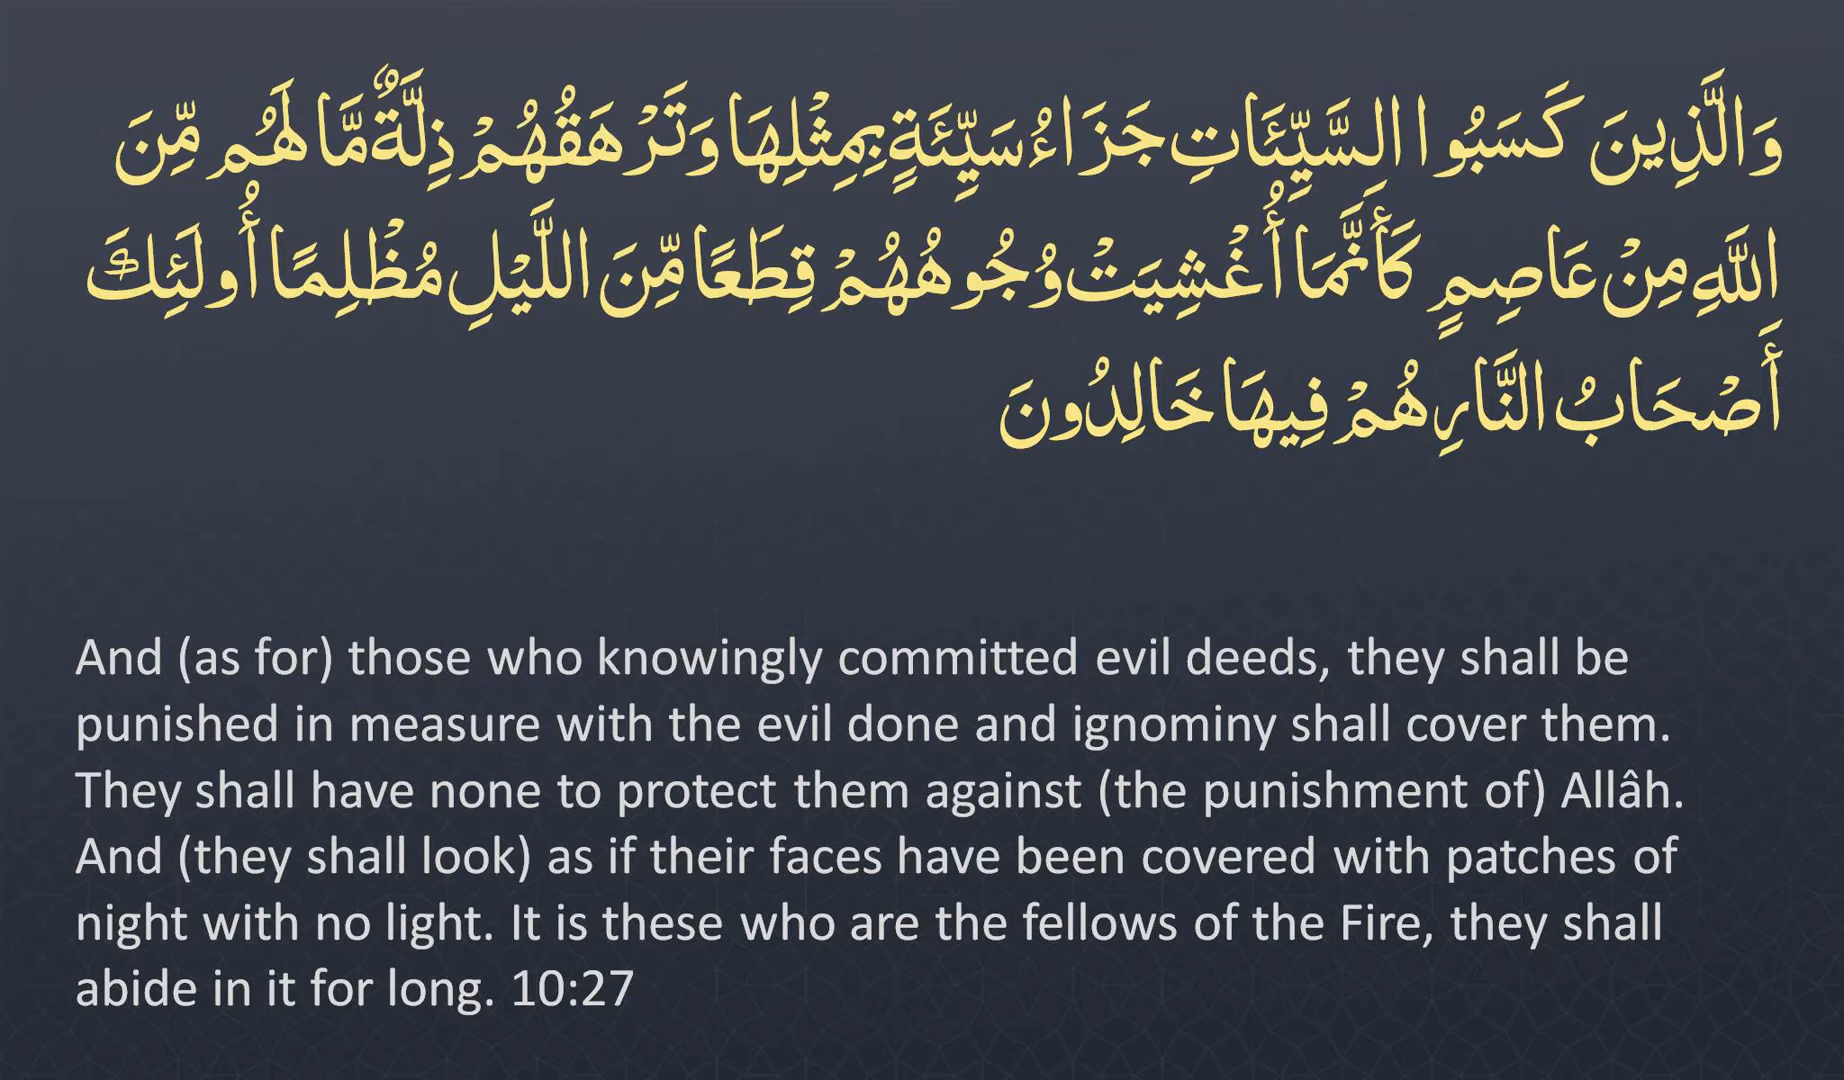 وَالَّذِينَ كَسَبُوا السَّيِّئَاتِ جَزَاءُ سَيِّئَةٍ بِمِثْلِهَا وَتَرْهَقُهُمْ ذِلَّةٌ مَّا لَهُم مِّنَ
اللَّهِ مِنْ عَاصِمٍ كَأَنَّمَا أُغْشِيَتْ وُجُوهُهُمْ قِطَعًا مِّنَ اللَّيْلِ مُظْلِمًا أُولَئِكَ
أَصْحَابُ النَّارِ هُمْ فِيهَا خَالِدُونَ
And (as for) those who knowingly committed evil deeds, they shall be
punished in measure with the evil done and ignominy shall cover them.
They shall have none to protect them against (the punishment of) Allâh.
And (they shall look) as if their faces have been covered with patches of
night with no light. It is these who are the fellows of the Fire, they shall
abide in it for long. 10:27